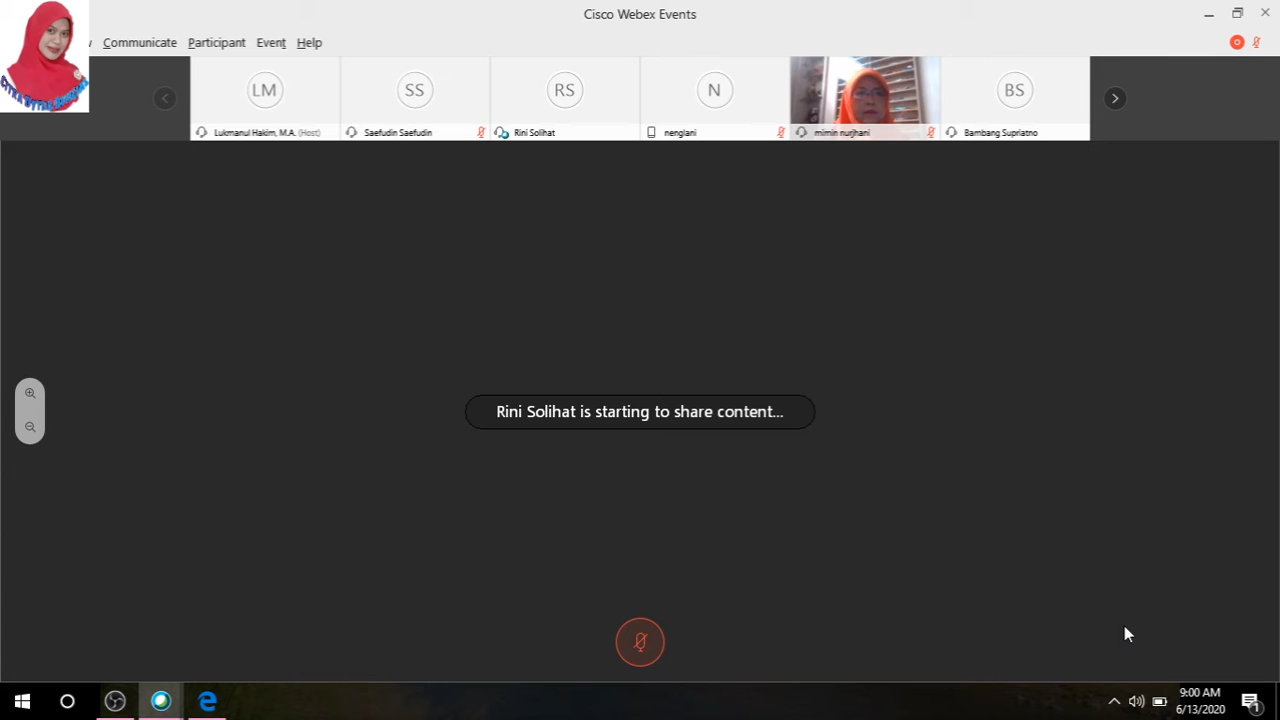 Cisco Webex Events
Communicate Participant Event Help
LM SS RS N BS
Lukmanul Hakim, M.A. (Host) Saefudin Saefudin Rini Solihat nenglani mimin nurjhani Bambang Supriatno
Rini Solihat is starting to share content...
9:00 AM
6/13/2020
1